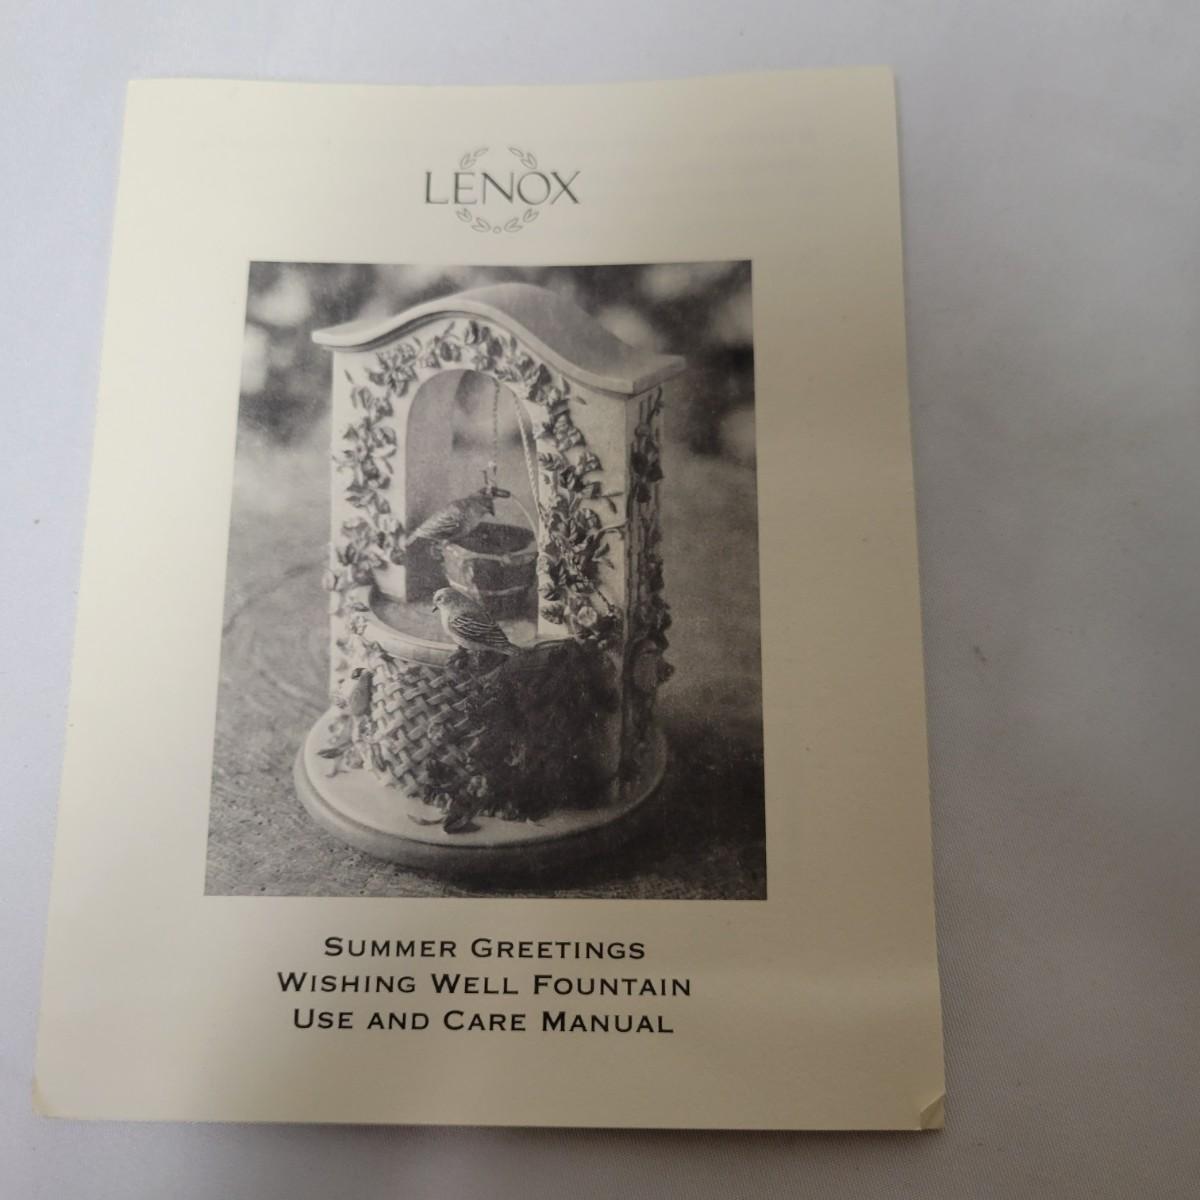 LENOX
SUMMER GREETINGS
WISHING WELL FOUNTAIN
USE AND CARE MANUAL